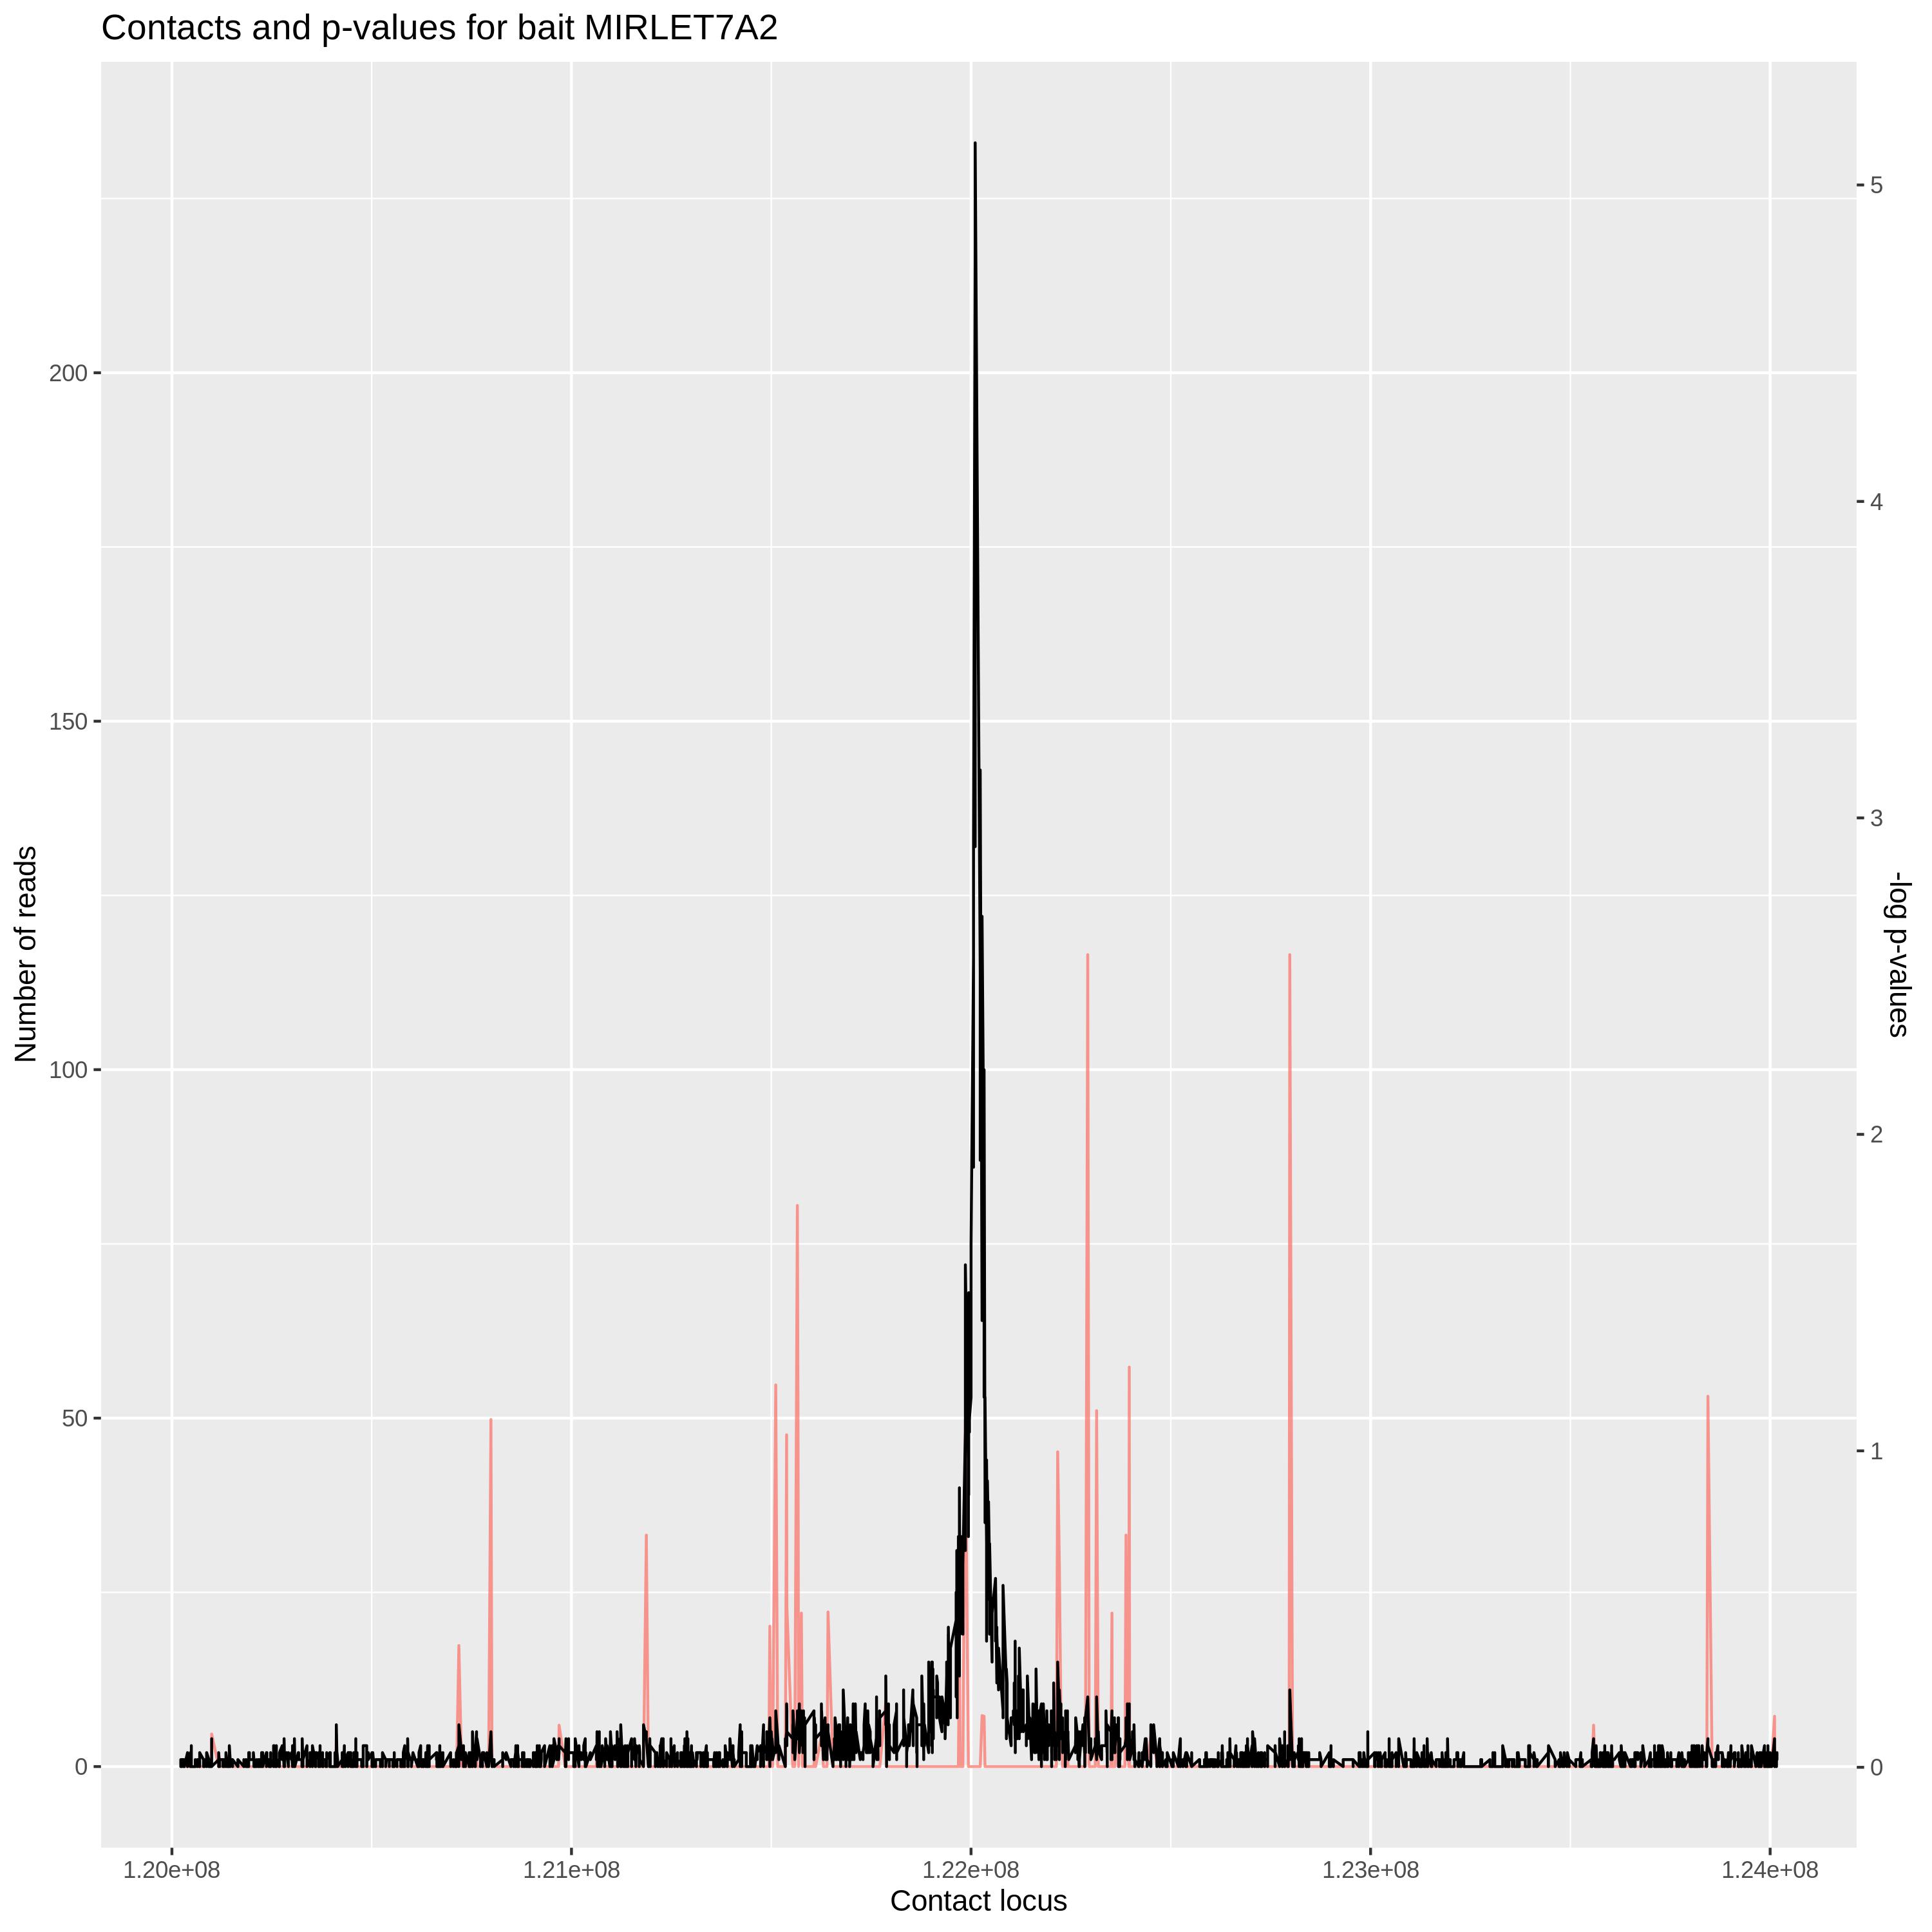 Contacts and p-values for bait MIRLET7A2
Number of reads
200
150
100
50
0
5
4
3
2
1
0
-log p-values
1.20e+08 1.21e+08 1.22e+08 1.23e+08 1.24e+08
Contact locus